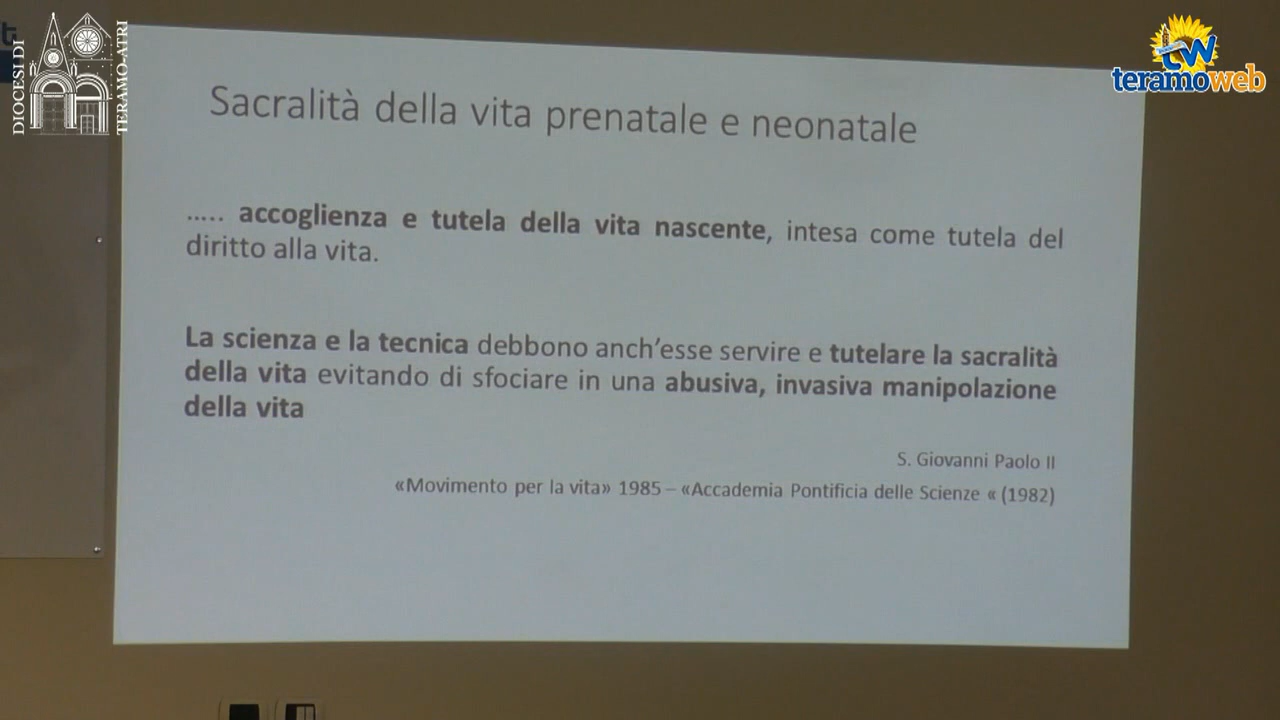 DIOCESI DI
TERAMO-ATRI
tw
teramoweb
Sacralità della vita prenatale e neonatale
..... accoglienza e tutela della vita nascente, intesa come tutela del
diritto alla vita.
La scienza e la tecnica debbono anch'esse servire e tutelare la sacralità
della vita evitando di sfociare in una abusiva, invasiva manipolazione
della vita
S. Giovanni Paolo II
«Movimento per la vita» 1985 – «Accademia Pontificia delle Scienze « (1982)